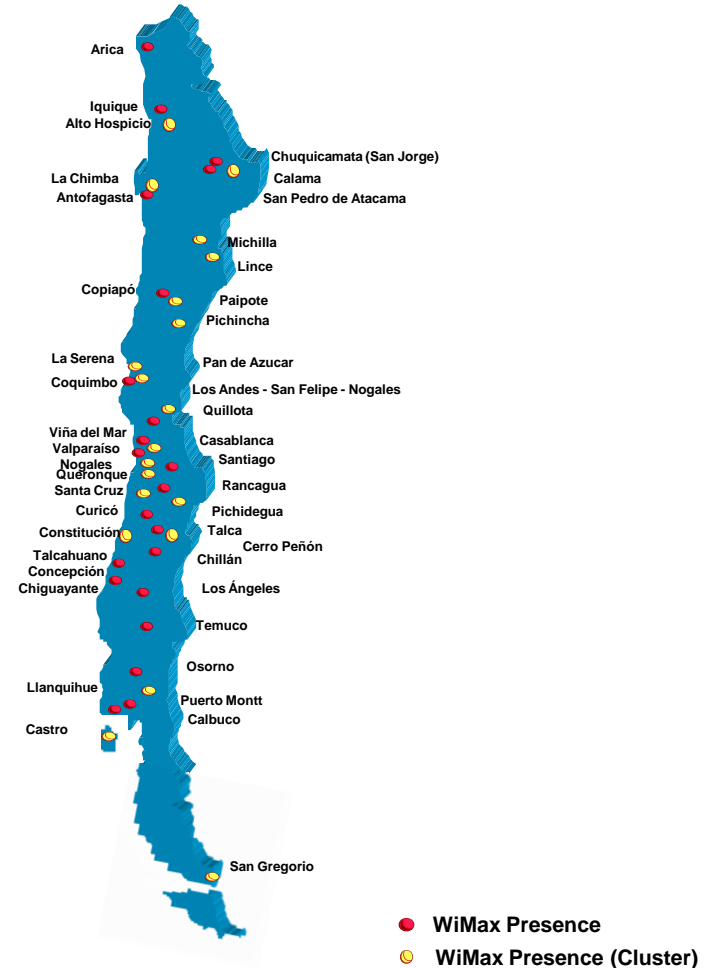 Arica
Iquique
Alto Hospicio
Chuquicamata (San Jorge)
La Chimba
Calama
Antofagasta
San Pedro de Atacama
Michilla
Lince
Copiapó
Paipote
Pichincha
La Serena
Pan de Azucar
Coquimbo
Los Andes - San Felipe - Nogales
Quillota
Viña del Mar
Casablanca
Valparaíso
Santiago
Nogales
Queronque
Santa Cruz
Rancagua
Curicó
Pichidegua
Constitución
Talca
Cerro Peñón
Talcahuano
Chillán
Concepción
Chiguayante
Los Ángeles
Temuco
Osorno
Llanquihue
Puerto Montt
Calbuco
Castro
San Gregorio
WiMax Presence
WiMax Presence (Cluster)